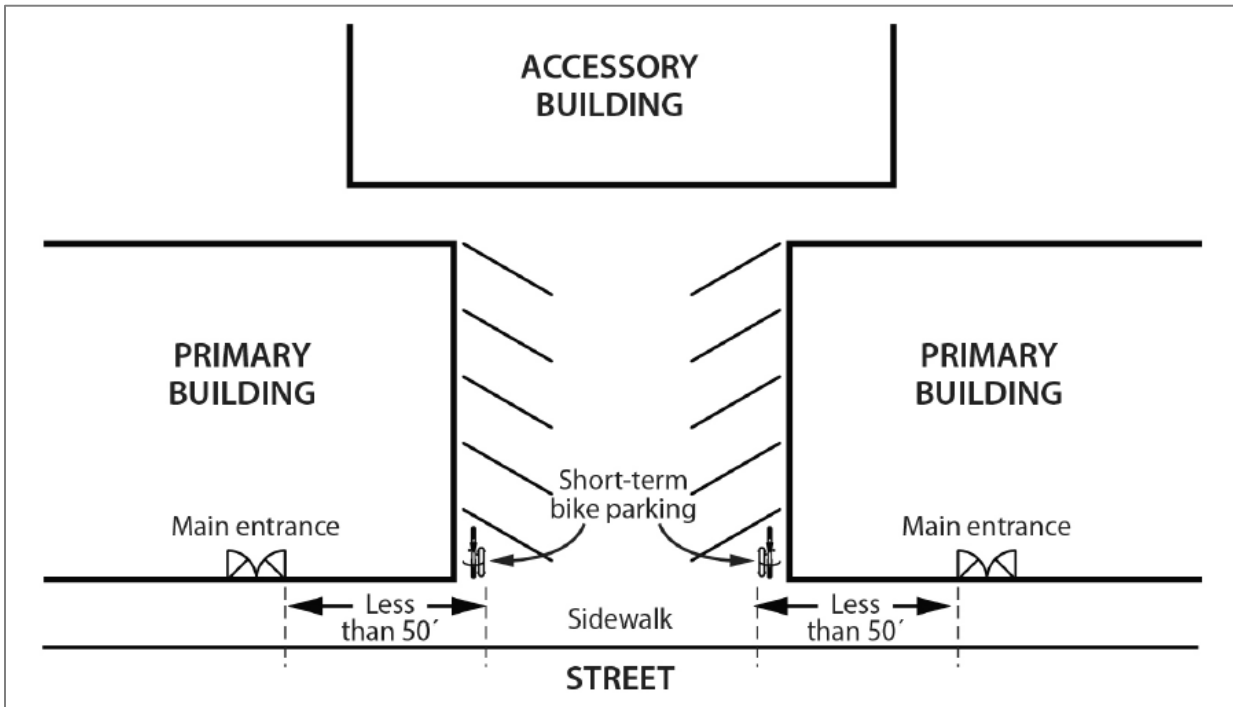 ACCESSORY
BUILDING
PRIMARY
BUILDING
PRIMARY
BUILDING
Short-term
bike parking
Main entrance
Main entrance
Less
than 50´
Sidewalk
Less
than 50´
STREET